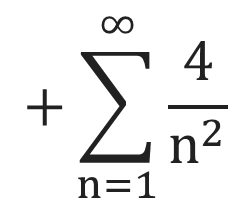 + ∑_{n=1}^{∞} 4/n²